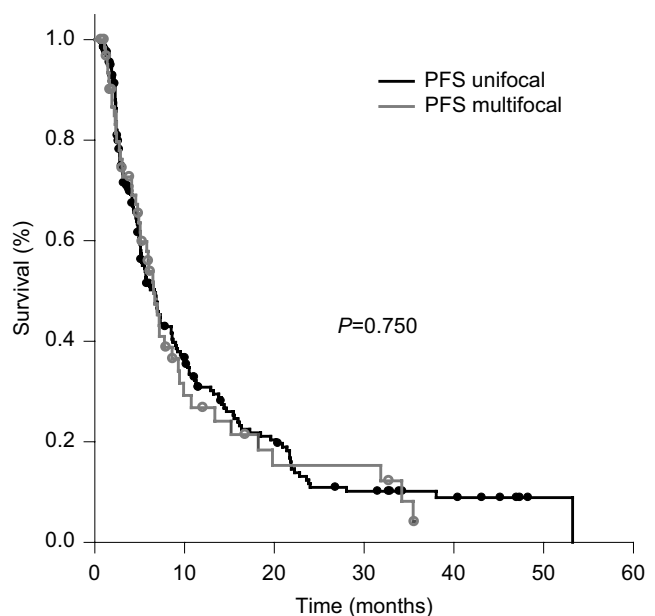 1.0
0.8
0.6
0.4
0.2
0.0
Survival (%)
PFS unifocal
PFS multifocal
P=0.750
0 10 20 30 40 50 60
Time (months)